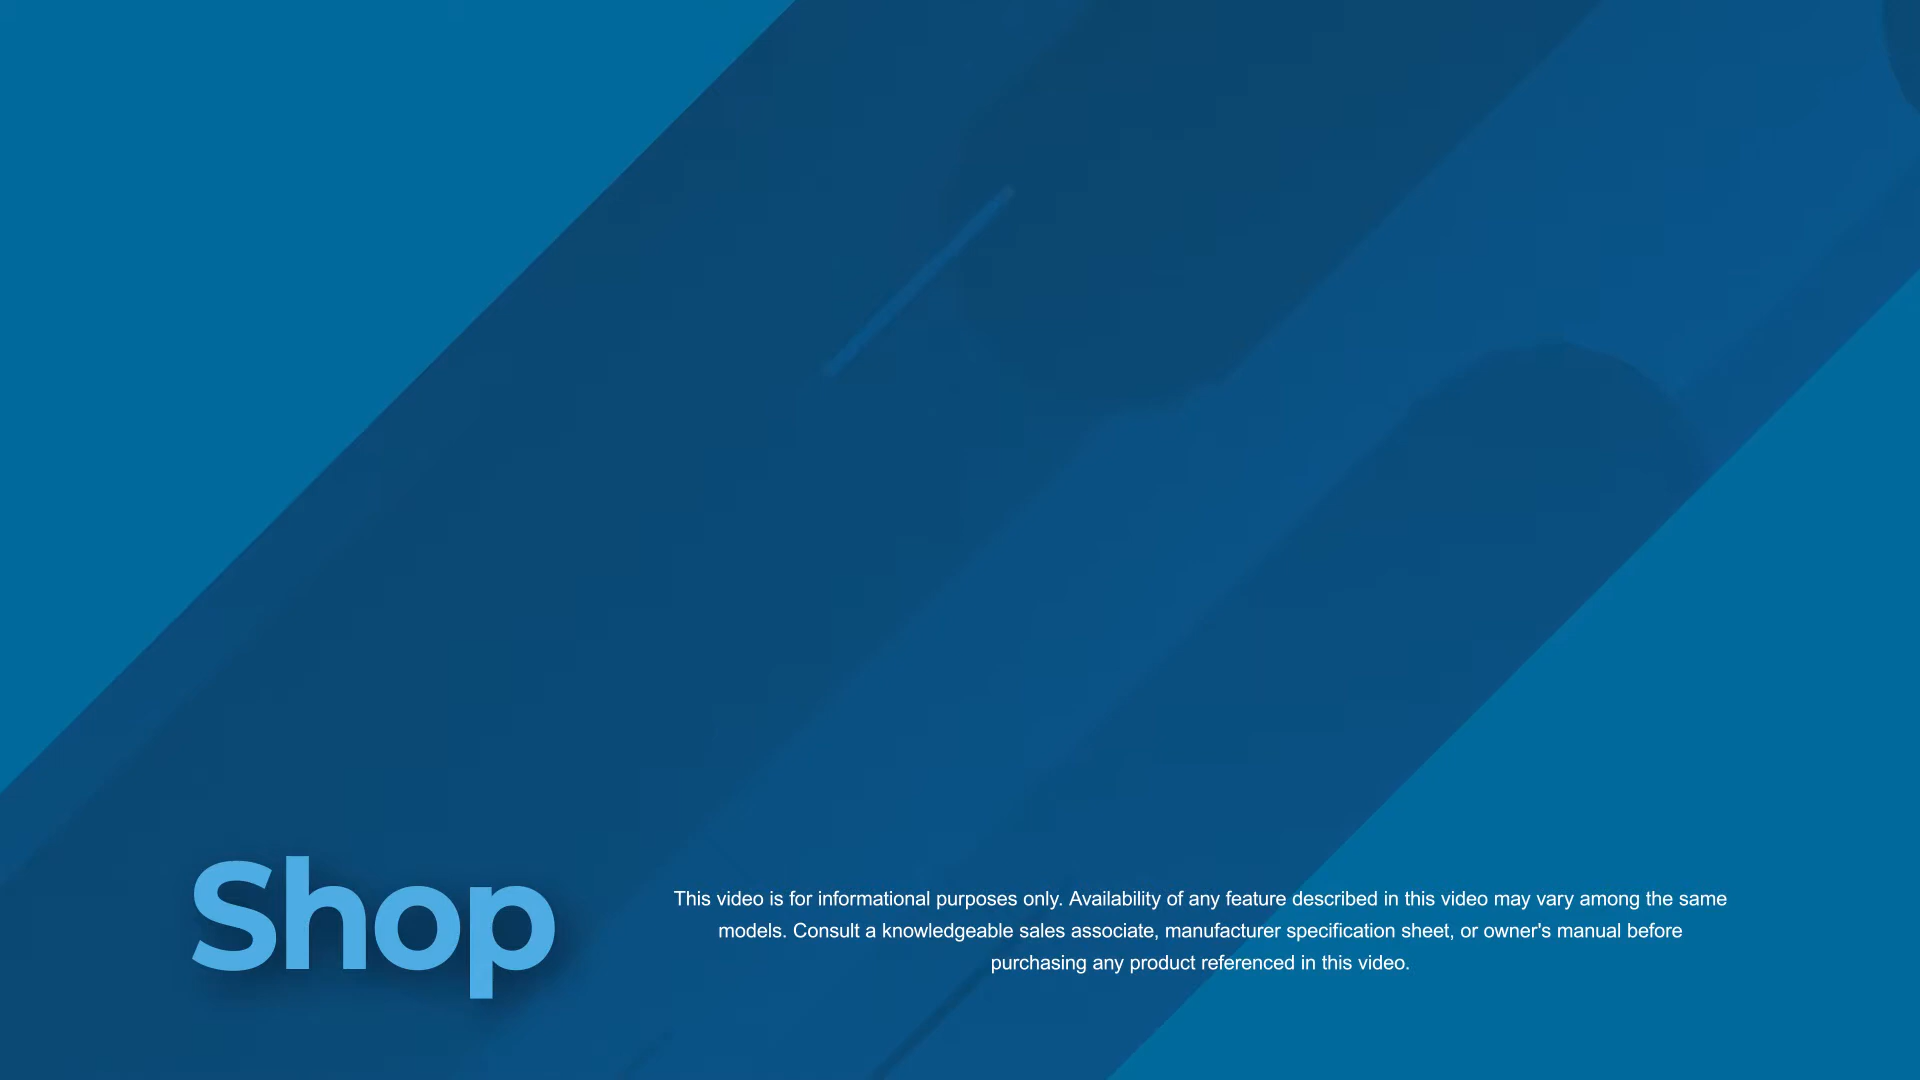 Shop
This video is for informational purposes only. Availability of any feature described in this video may vary among the same
models. Consult a knowledgeable sales associate, manufacturer specification sheet, or owner's manual before
purchasing any product referenced in this video.